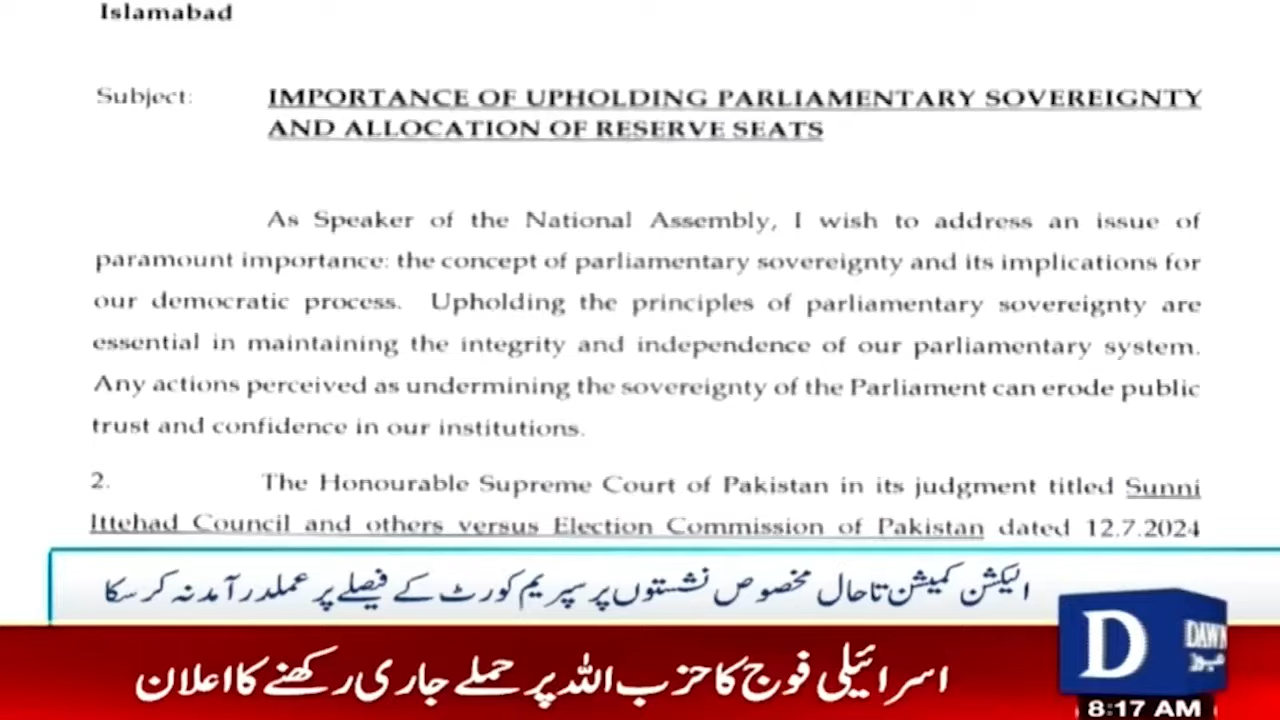 Islamabad
Subject: IMPORTANCE OF UPHOLDING PARLIAMENTARY SOVEREIGNTY
AND ALLOCATION OF RESERVE SEATS
As Speaker of the National Assembly, I wish to address an issue of
paramount importance: the concept of parliamentary sovereignty and its implications for
our democratic process. Upholding the principles of parliamentary sovereignty are
essential in maintaining the integrity and independence of our parliamentary system.
Any actions perceived as undermining the sovereignty of the Parliament can erode public
trust and confidence in our institutions.
2. The Honourable Supreme Court of Pakistan in its judgment titled Sunni
Ittehad Council and others versus Election Commission of Pakistan dated 12.7.2024
الیکشن کمیشن تاحال مخصوص نشستوں پر سپریم کورٹ کے فیصلے پر عملدرآمد نہ کرسکا
اسرائیلی فوج کا حزب اللہ پر حملے جاری رکھنے کا اعلان
D
DAWN
نیوز
8:17 AM